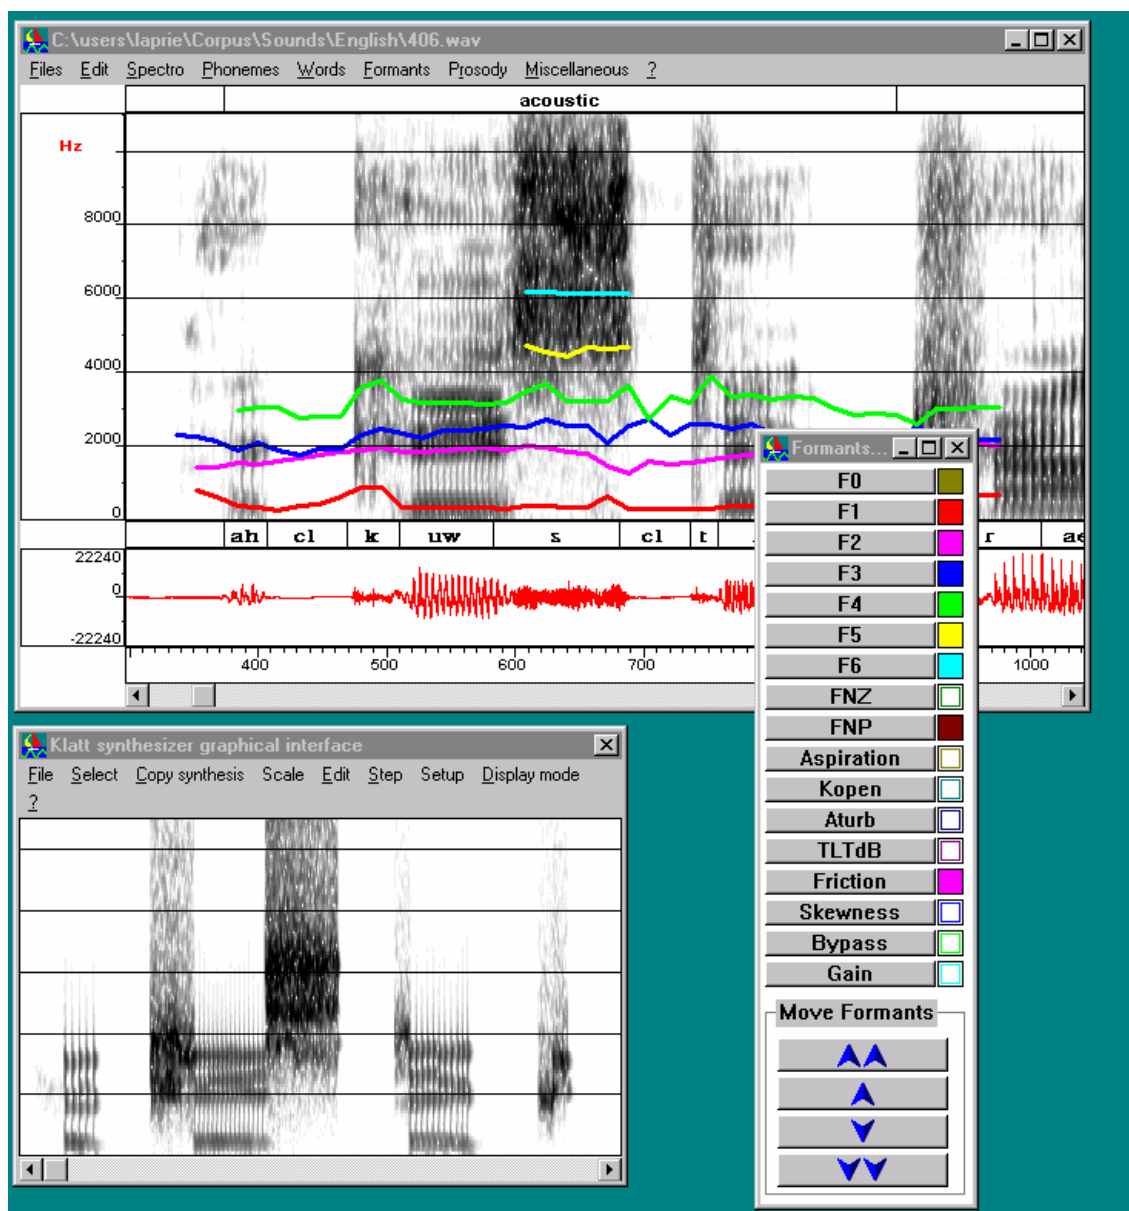 C:\users\laprie\Corpus\Sounds\English\406.wav
Files Edit Spectro Phonemes Words Formants Prosody Miscellaneous ?
acoustic
Hz
8000
6000
4000
2000
0
ah cl k uw s cl t r ae
22240
0
-22240
400 500 600 700 1000
Formants...
F0
F1
F2
F3
F4
F5
F6
FNZ
FNP
Aspiration
Kopen
Aturb
TLTdB
Friction
Skewness
Bypass
Gain
Move Formants
Klatt synthesizer graphical interface
File Select Copy synthesis Scale Edit Step Setup Display mode
?